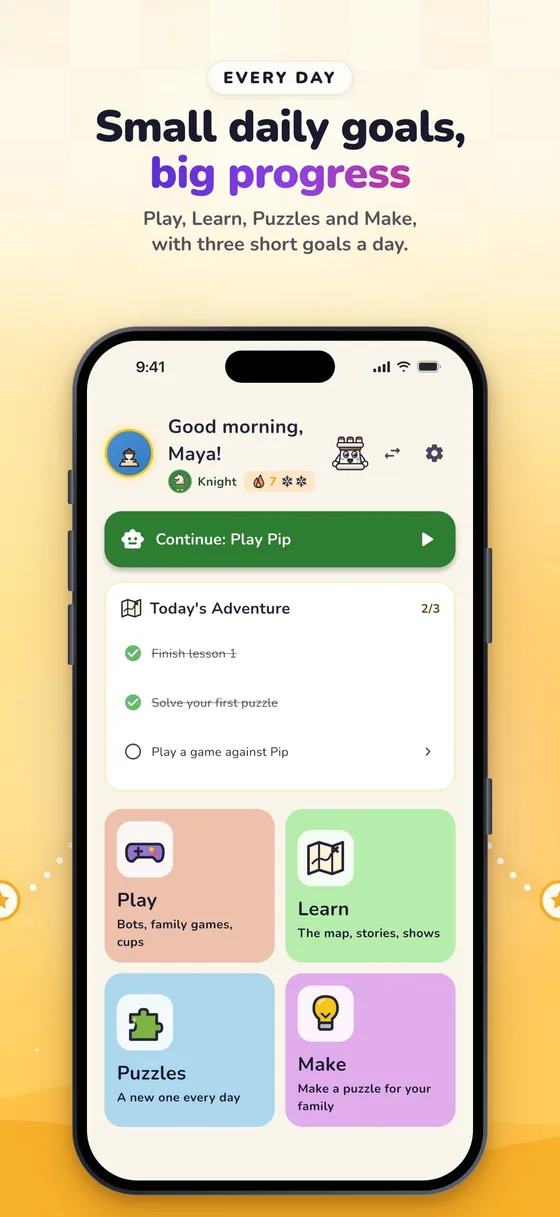 EVERY DAY
Small daily goals,
big progress
Play, Learn, Puzzles and Make,
with three short goals a day.
9:41
Good morning,
Maya!
Knight
7
Continue: Play Pip
Today's Adventure
2/3
Finish lesson 1
Solve your first puzzle
Play a game against Pip
Play
Bots, family games,
cups
Learn
The map, stories, shows
Puzzles
A new one every day
Make
Make a puzzle for your
family